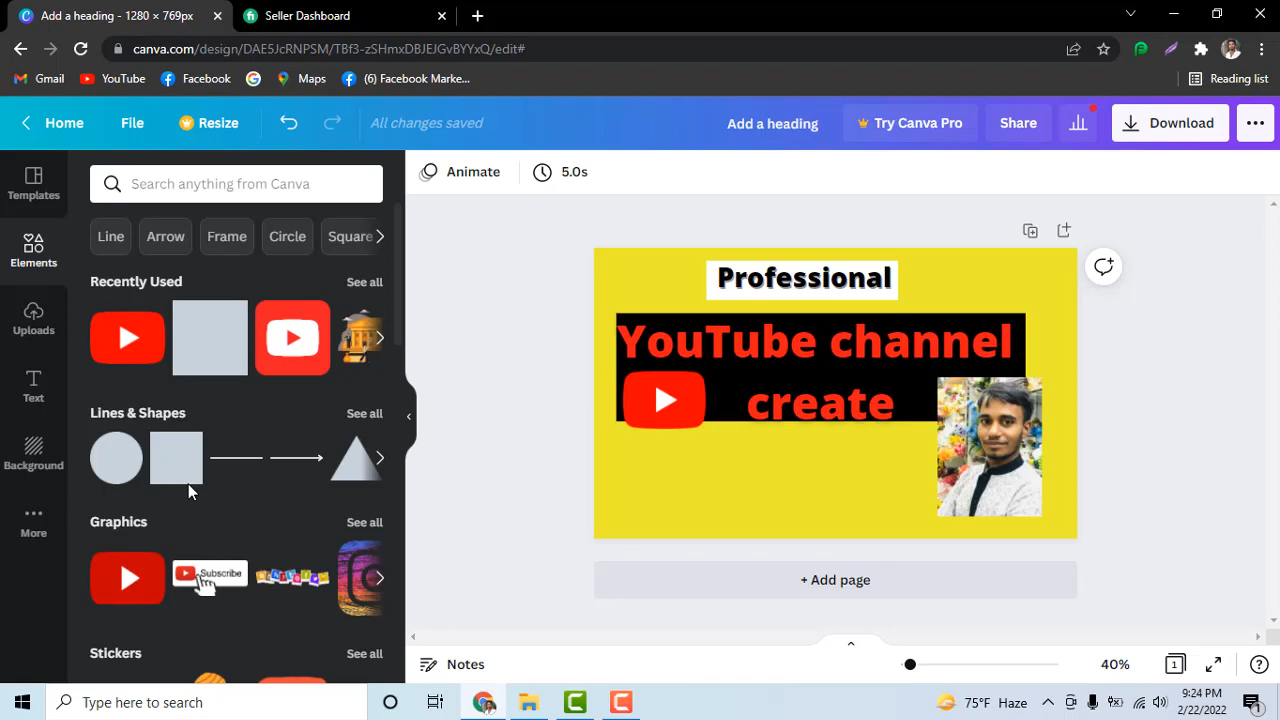 Add a heading - 1280 × 769px
Seller Dashboard
canva.com/design/DAE5JcRNPSM/TBf3-zSHmxDBJEJGvBYYxQ/edit#
Gmail
YouTube
Facebook
Maps
(6) Facebook Marke...
Reading list
Home
File
Resize
All changes saved
Add a heading
Try Canva Pro
Share
Download
Templates
Elements
Uploads
Text
Background
More
Search anything from Canva
Line
Arrow
Frame
Circle
Square
Recently Used
See all
Lines & Shapes
See all
Graphics
See all
Subscribe
Stickers
See all
Animate
5.0s
Professional
YouTube channel
create
+ Add page
Notes
40%
1
Type here to search
75°F Haze
9:24 PM
2/22/2022
1